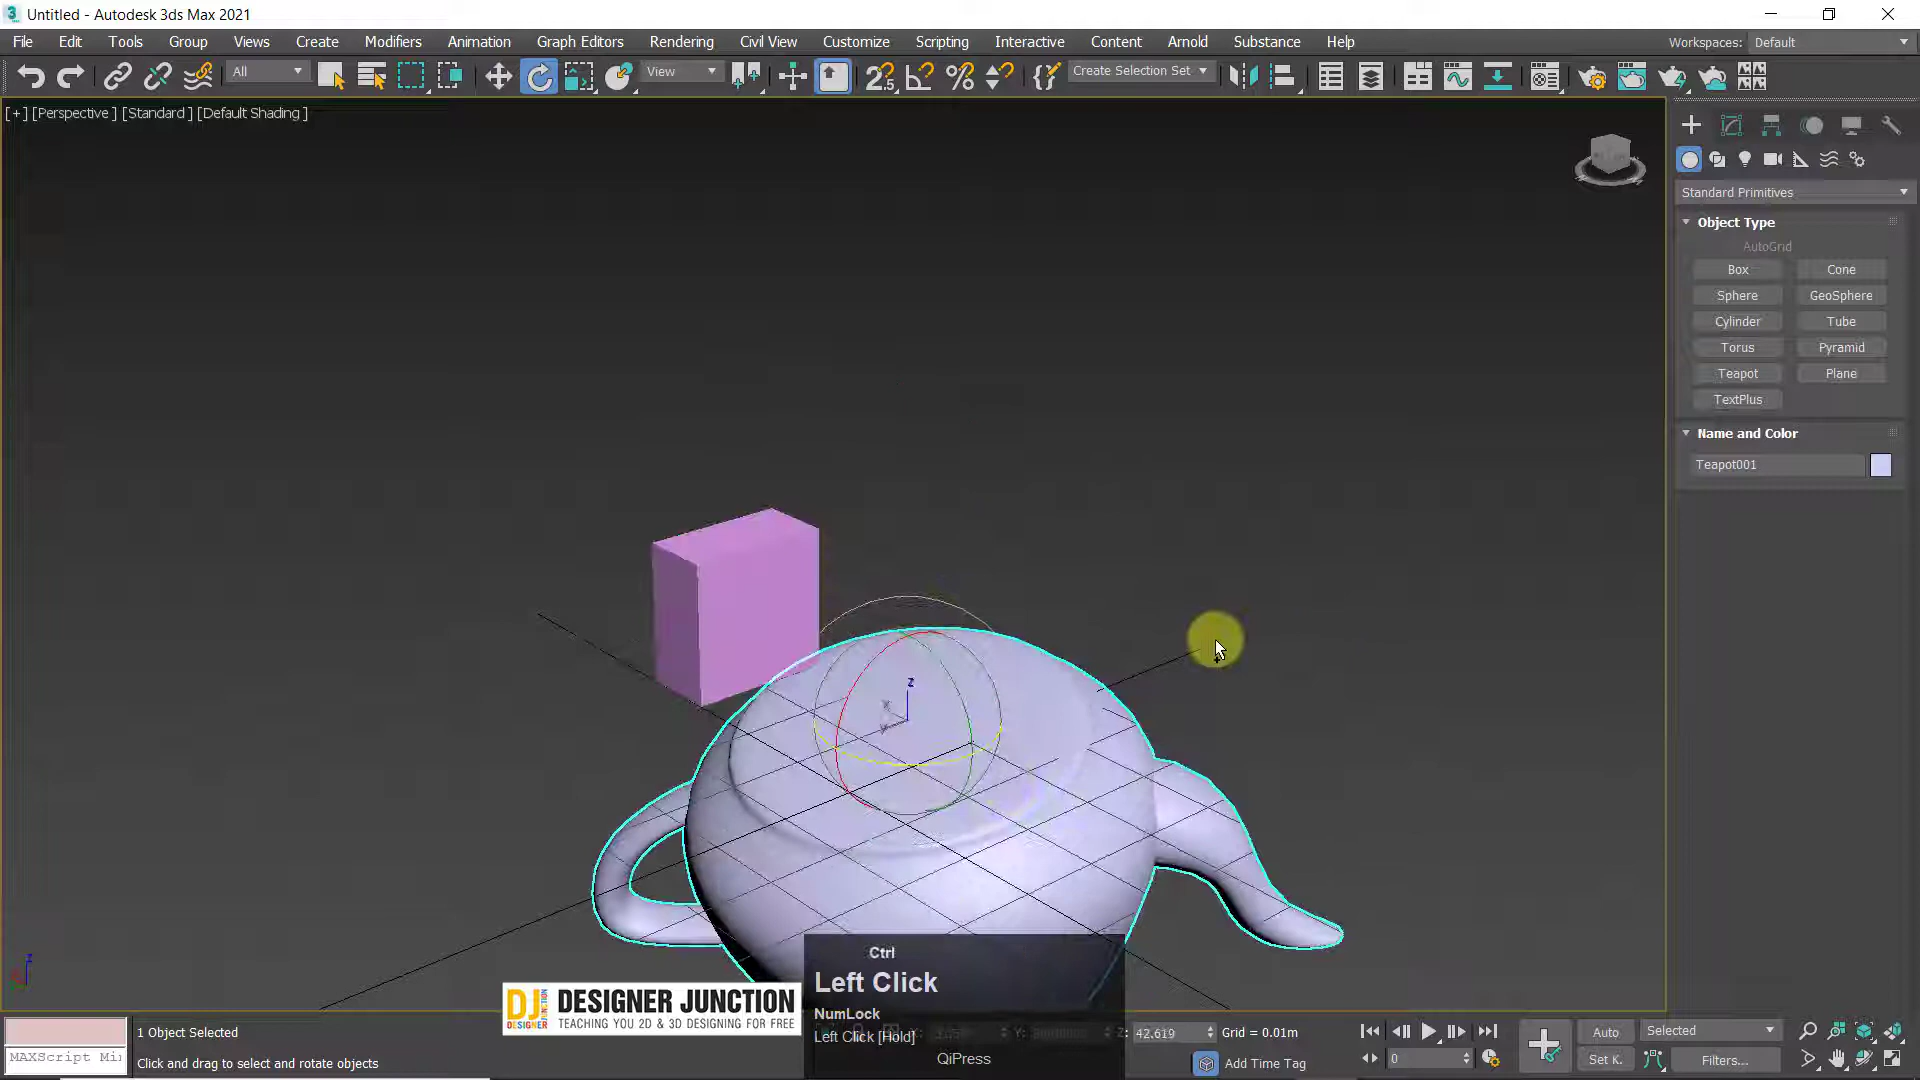 Untitled - Autodesk 3ds Max 2021
File Edit Tools Group Views Create Modifiers Animation Graph Editors Rendering Civil View Customize Scripting Interactive Content Arnold Substance Help Workspaces: Default
All View Create Selection Set
[+] [Perspective ] [Standard ] [Default Shading ]
Standard Primitives
Object Type
AutoGrid
Box Cone
Sphere GeoSphere
Cylinder Tube
Torus Pyramid
Teapot Plane
TextPlus
Name and Color
Teapot001
z
x
y
z
Ctrl
Left Click
NumLock
Left Click [Hold]
QiPress
DJ DESIGNER JUNCTION
TEACHING YOU 2D & 3D DESIGNING FOR FREE
1 Object Selected
Y: Z: 42.619 Grid = 0.01m
Auto Selected
MAXScript Mi
Click and drag to select and rotate objects
Add Time Tag
0
Set K. Filters...